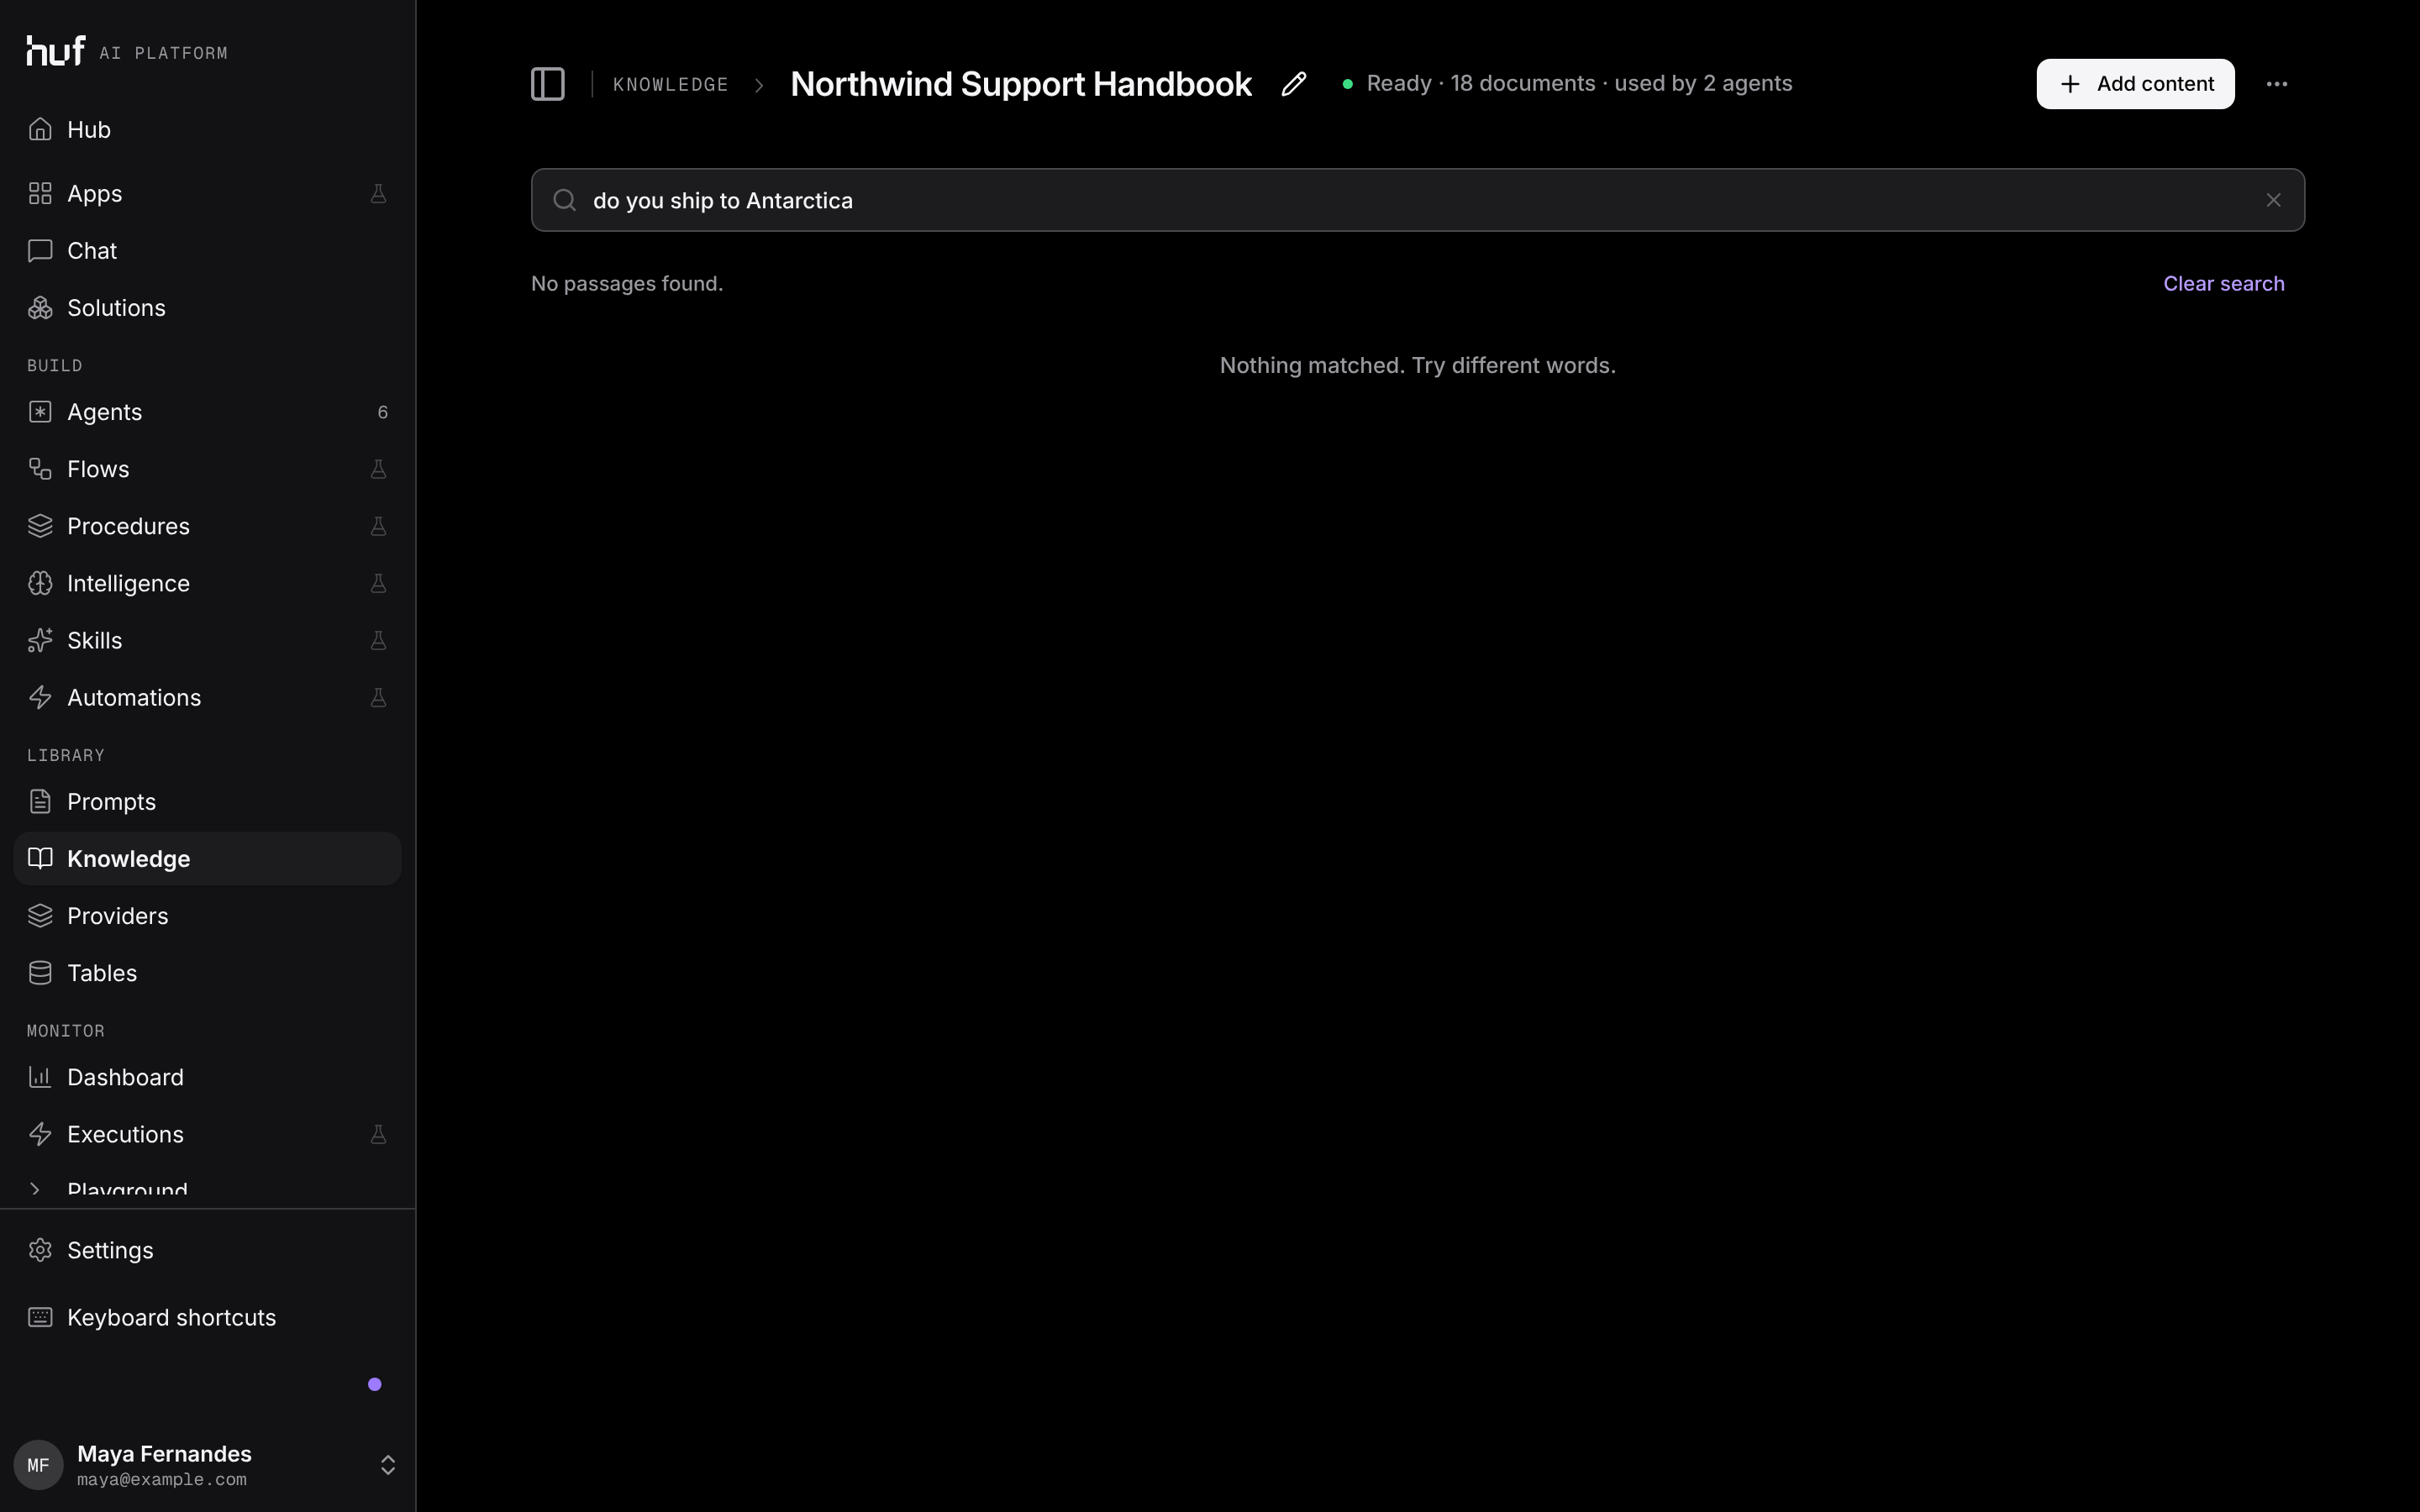 huf AI PLATFORM
Hub
Apps
Chat
Solutions
BUILD
Agents 6
Flows
Procedures
Intelligence
Skills
Automations
LIBRARY
Prompts
Knowledge
Providers
Tables
MONITOR
Dashboard
Executions
Playground
Settings
Keyboard shortcuts
MF
Maya Fernandes
maya@example.com
KNOWLEDGE > Northwind Support Handbook
Ready · 18 documents · used by 2 agents
Add content
do you ship to Antarctica
No passages found.
Clear search
Nothing matched. Try different words.